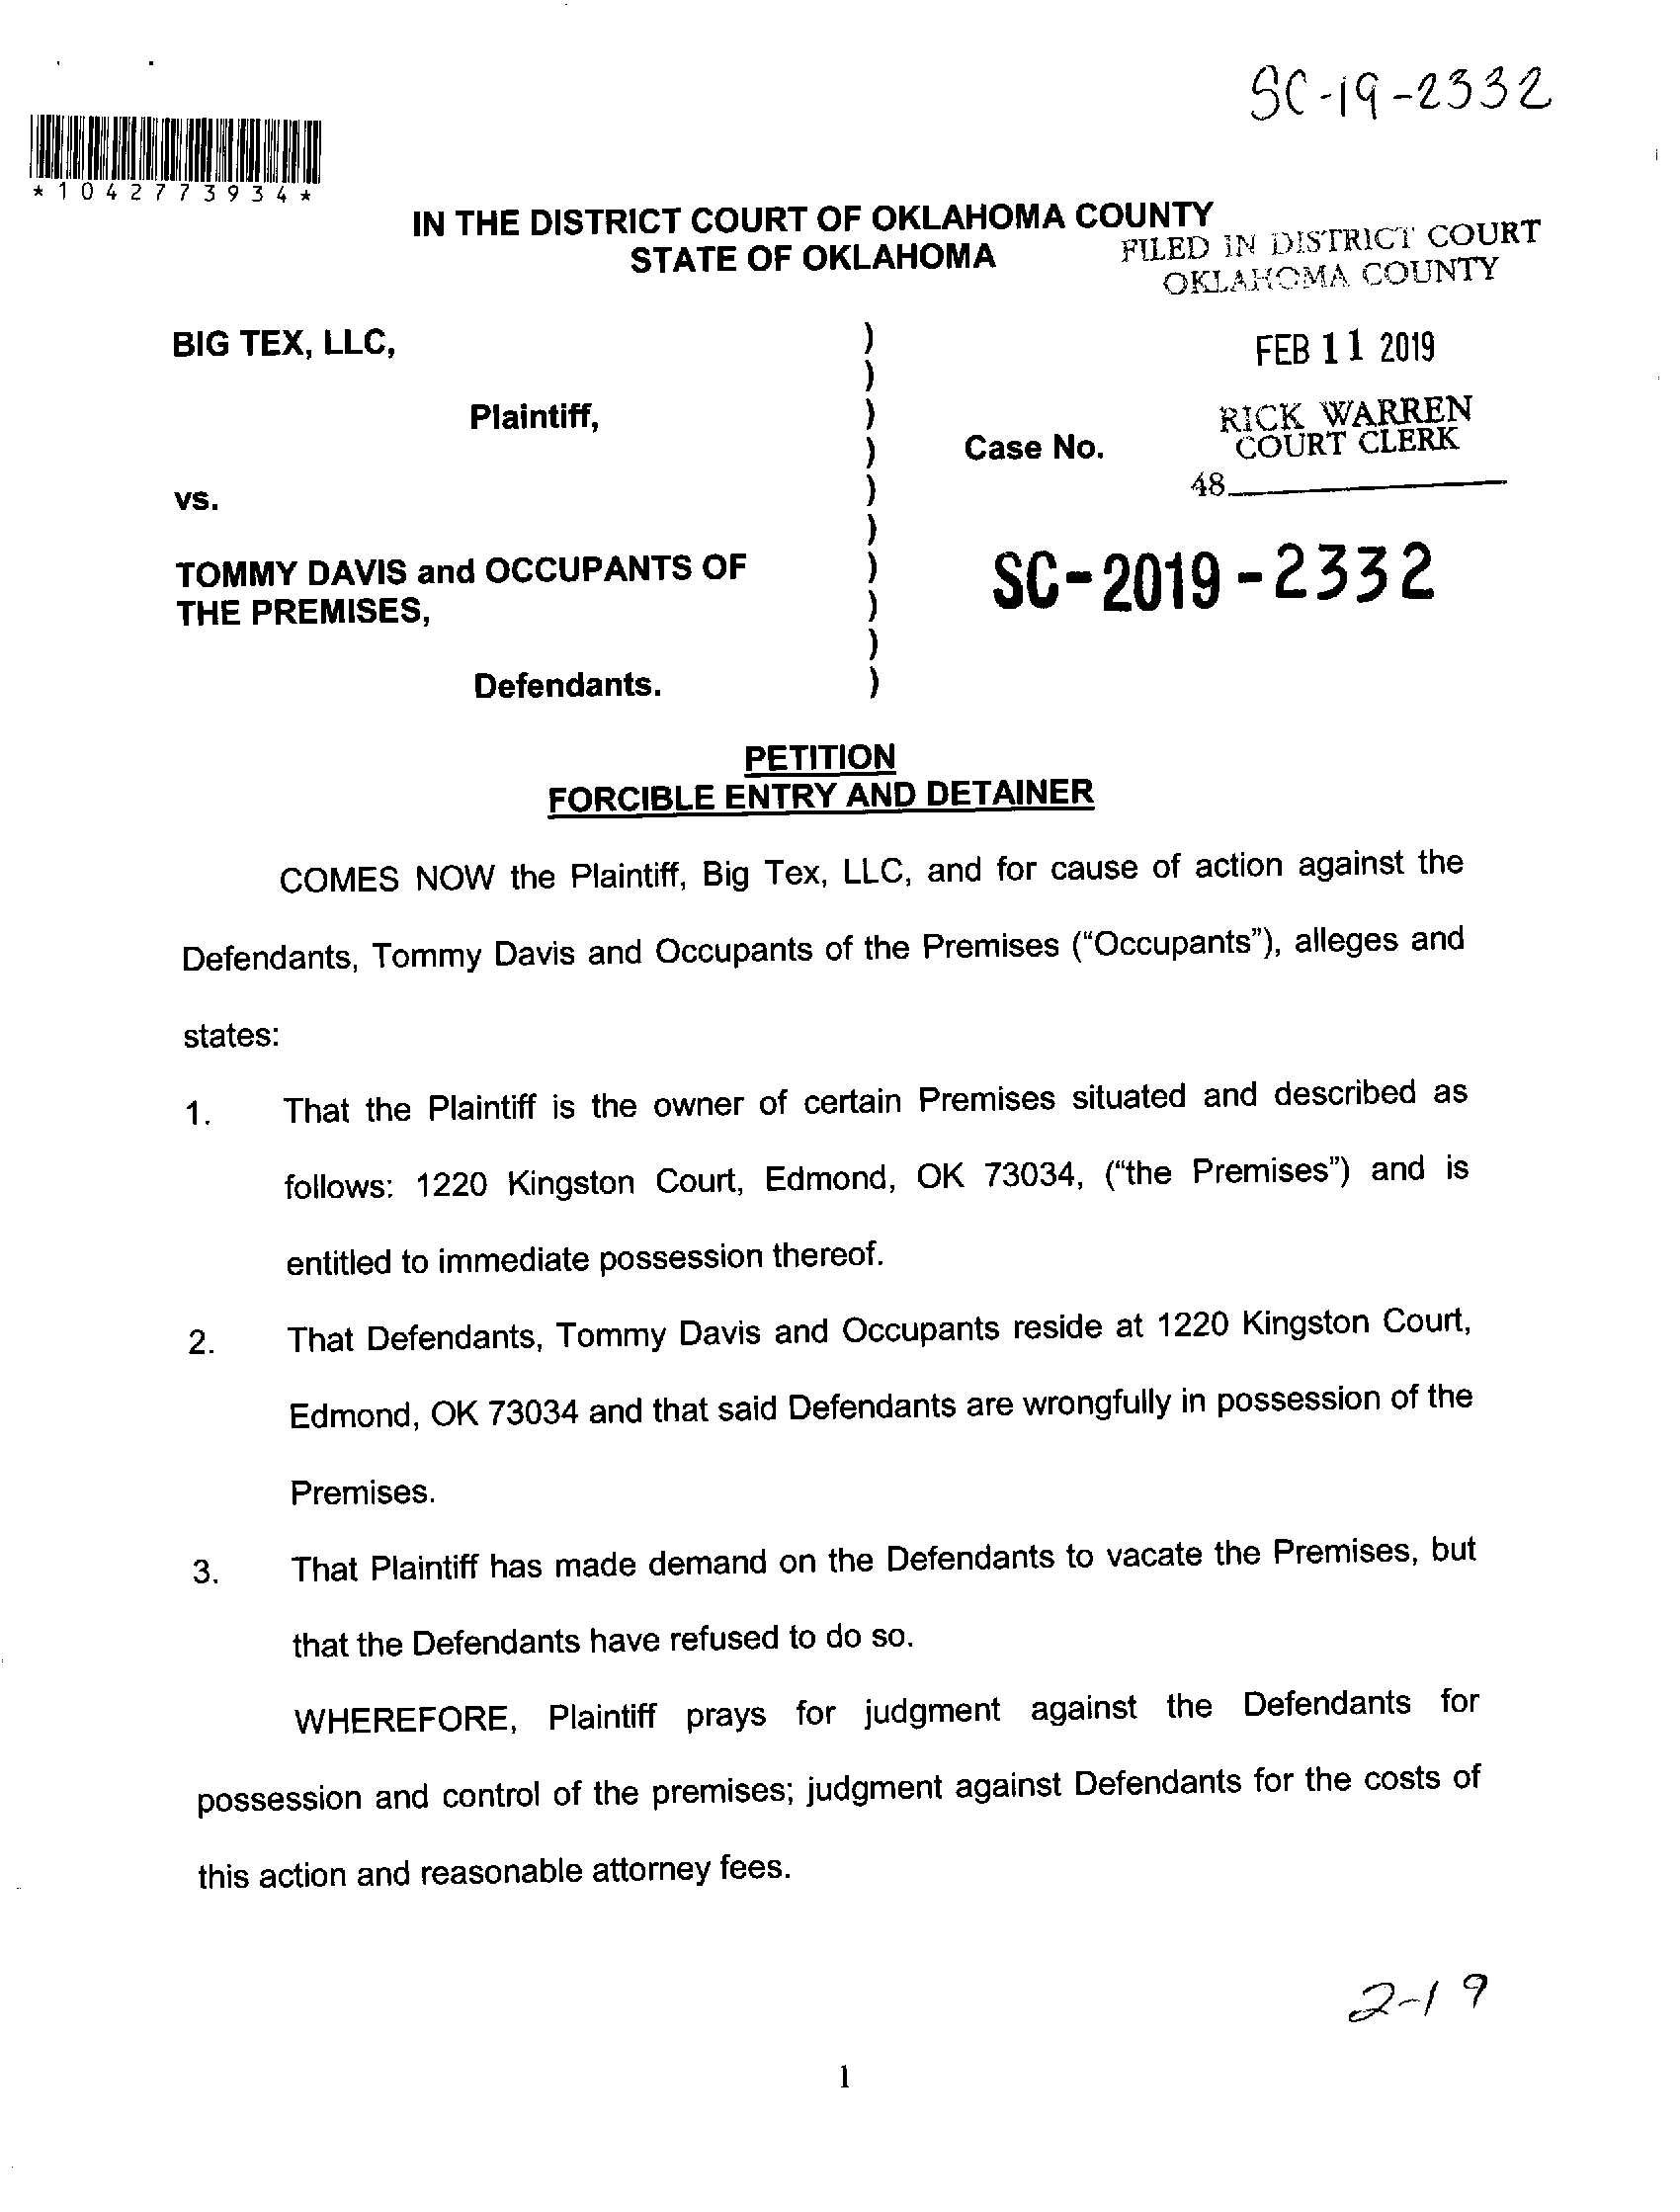 SC-19-2332
*1042773934*
IN THE DISTRICT COURT OF OKLAHOMA COUNTY
STATE OF OKLAHOMA
FILED IN DISTRICT COURT
OKLAHOMA COUNTY
FEB 11 2019
RICK WARREN
COURT CLERK
48
BIG TEX, LLC,
Plaintiff,
vs.
TOMMY DAVIS and OCCUPANTS OF
THE PREMISES,
Defendants.
)
)
)
)
)
)
)
)
)
)
Case No.
SC-2019-2332
PETITION
FORCIBLE ENTRY AND DETAINER
COMES NOW the Plaintiff, Big Tex, LLC, and for cause of action against the
Defendants, Tommy Davis and Occupants of the Premises (“Occupants”), alleges and
states:
1. That the Plaintiff is the owner of certain Premises situated and described as
follows: 1220 Kingston Court, Edmond, OK 73034, (“the Premises”) and is
entitled to immediate possession thereof.
2. That Defendants, Tommy Davis and Occupants reside at 1220 Kingston Court,
Edmond, OK 73034 and that said Defendants are wrongfully in possession of the
Premises.
3. That Plaintiff has made demand on the Defendants to vacate the Premises, but
that the Defendants have refused to do so.
WHEREFORE, Plaintiff prays for judgment against the Defendants for
possession and control of the premises; judgment against Defendants for the costs of
this action and reasonable attorney fees.
2-19
1